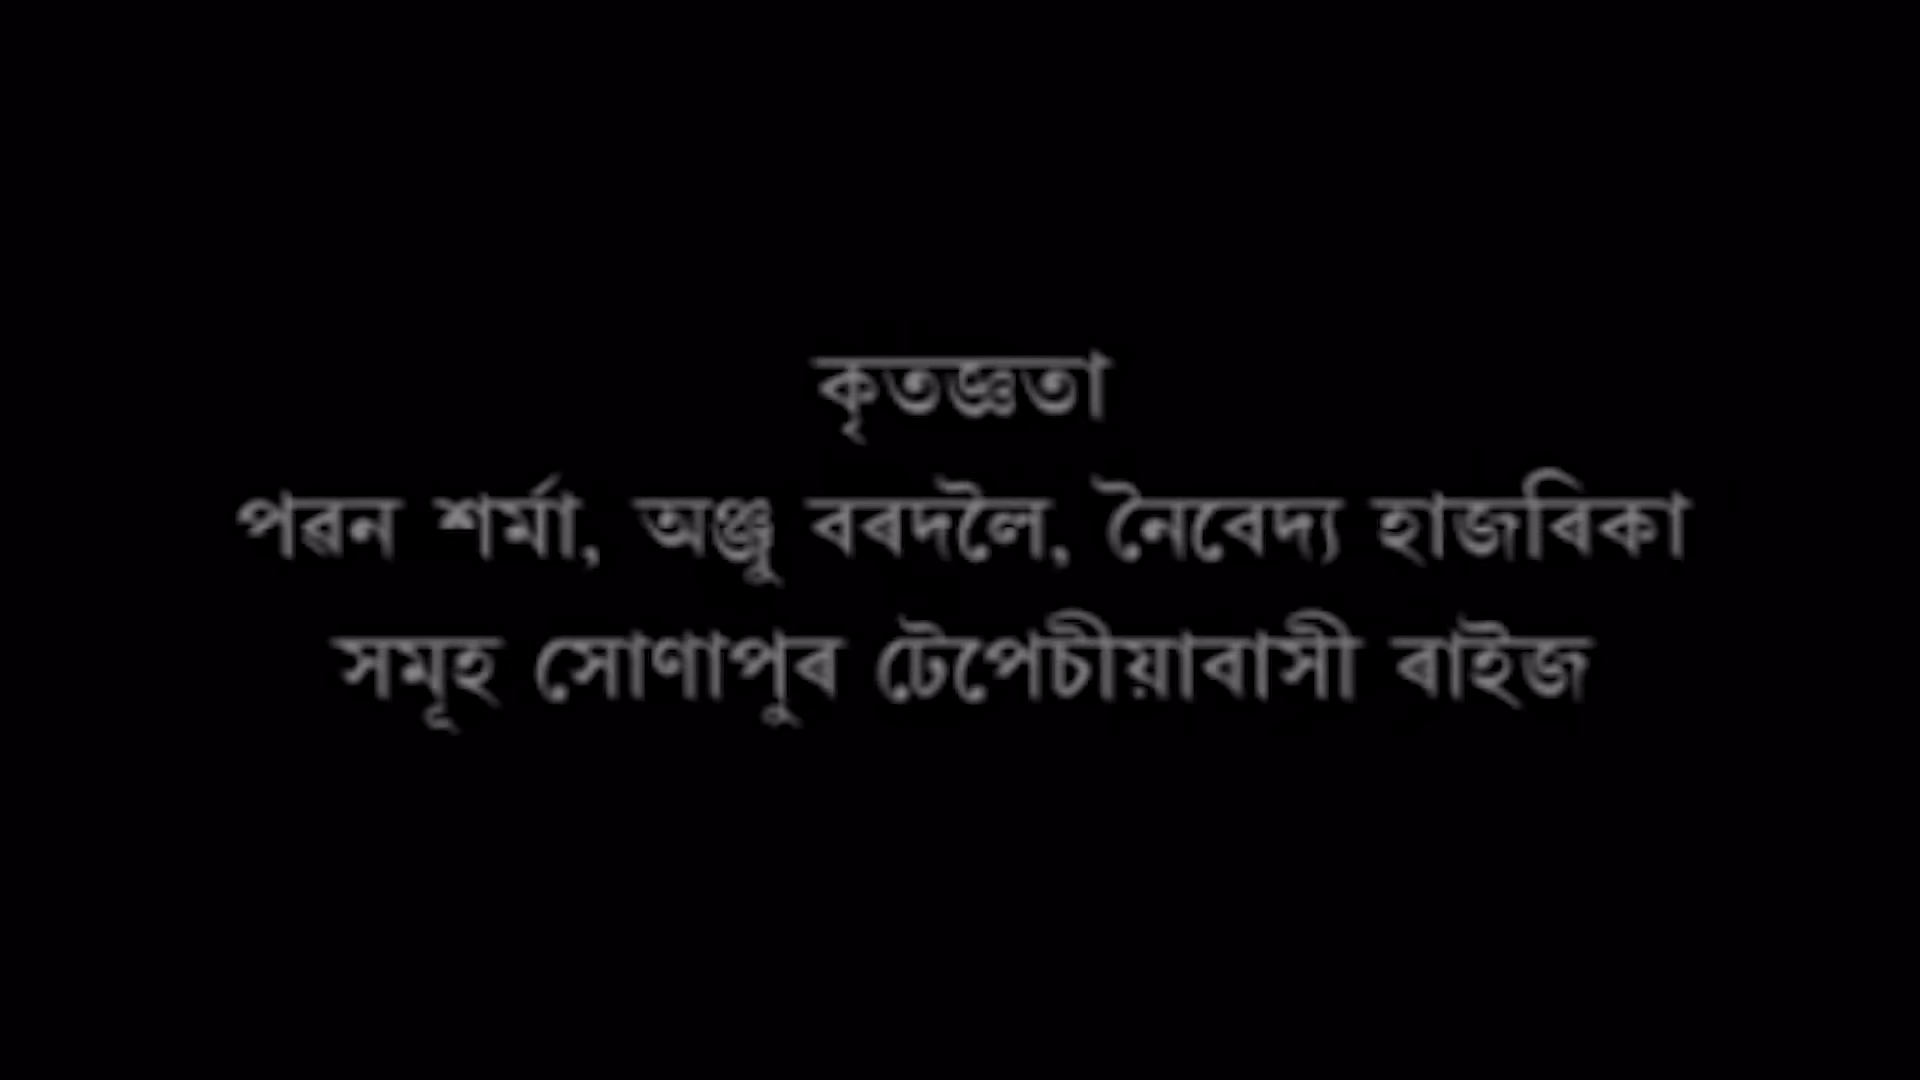 কৃতজ্ঞতা
পৱন শৰ্মা, অঞ্জু বৰদলৈ, নৈবেদ্য হাজৰিকা
সমূহ সোণাপুৰ টেপেচীয়াবাসী ৰাইজ